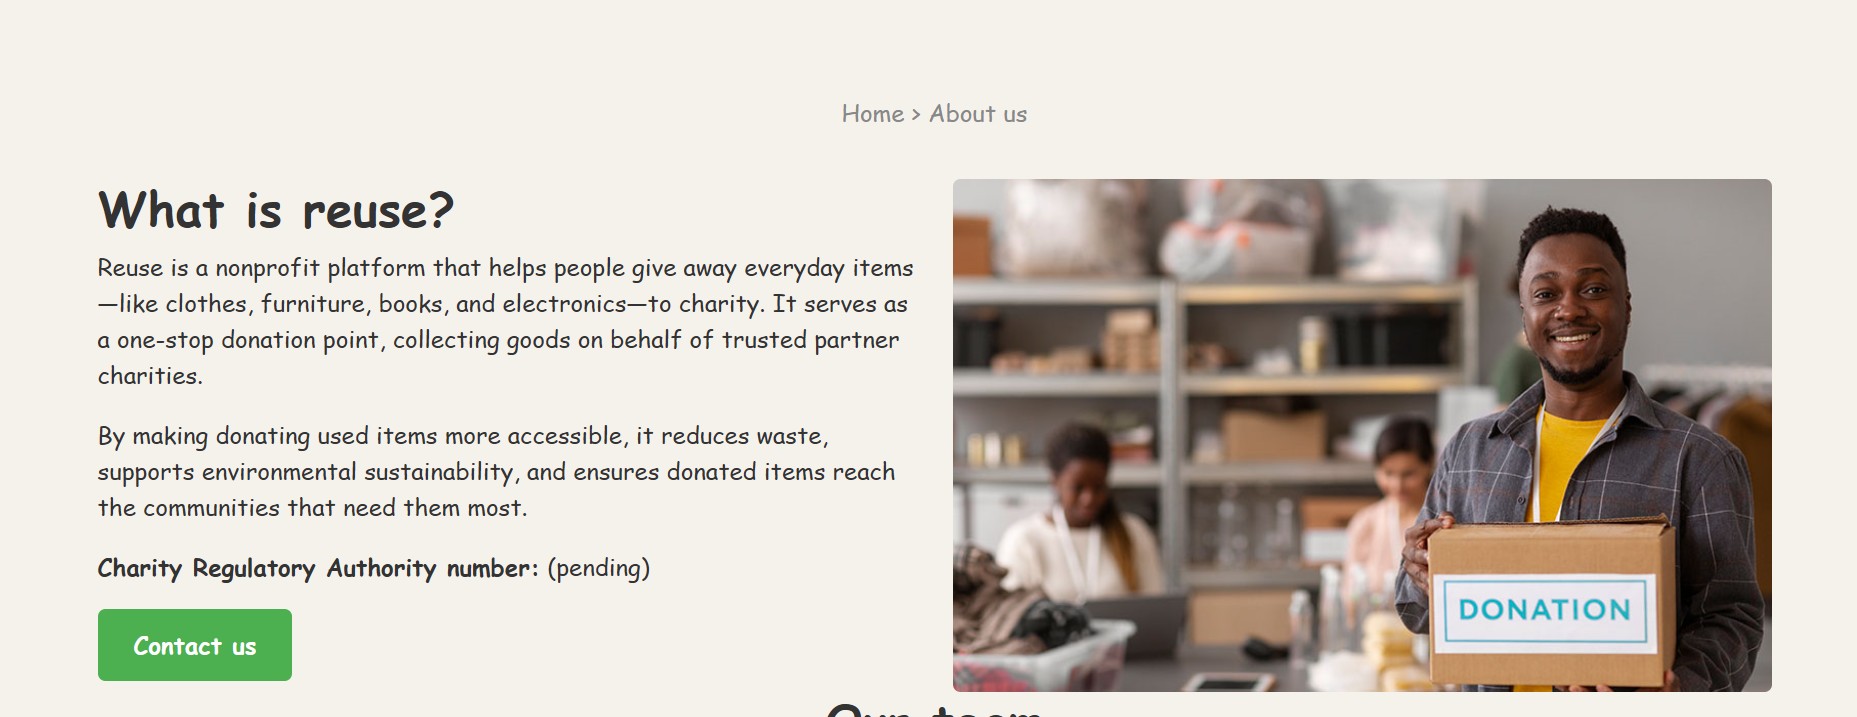 Home > About us
What is reuse?
Reuse is a nonprofit platform that helps people give away everyday items
—like clothes, furniture, books, and electronics—to charity. It serves as
a one-stop donation point, collecting goods on behalf of trusted partner
charities.
By making donating used items more accessible, it reduces waste,
supports environmental sustainability, and ensures donated items reach
the communities that need them most.
Charity Regulatory Authority number: (pending)
Contact us
DONATION
Our team